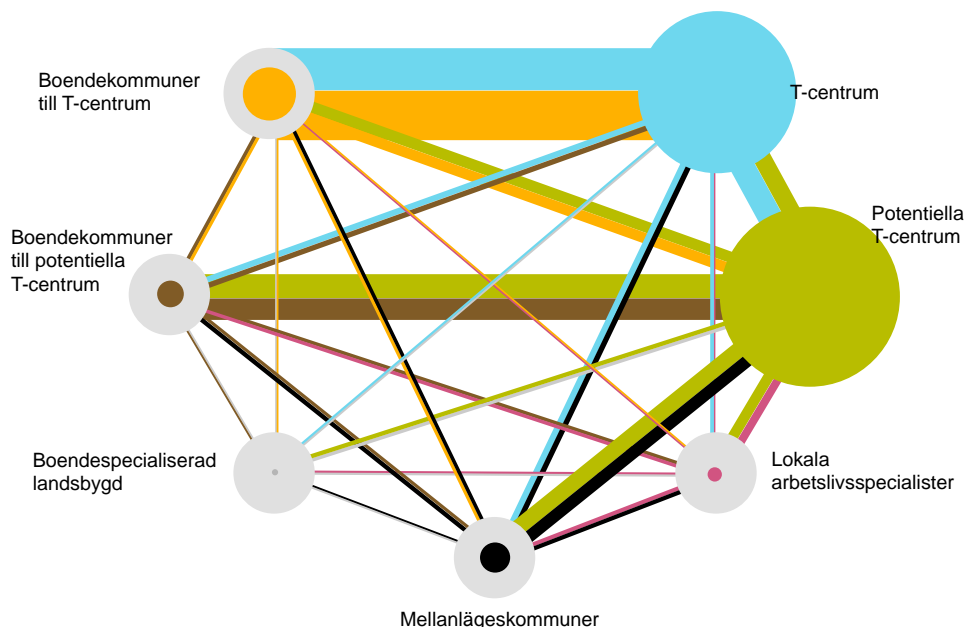 Boendekommuner
till T-centrum
T-centrum
Potentiella
T-centrum
Boendekommuner
till potentiella
T-centrum
Boendespecialiserad
landsbygd
Lokala
arbetslivsspecialister
Mellanlägeskommuner